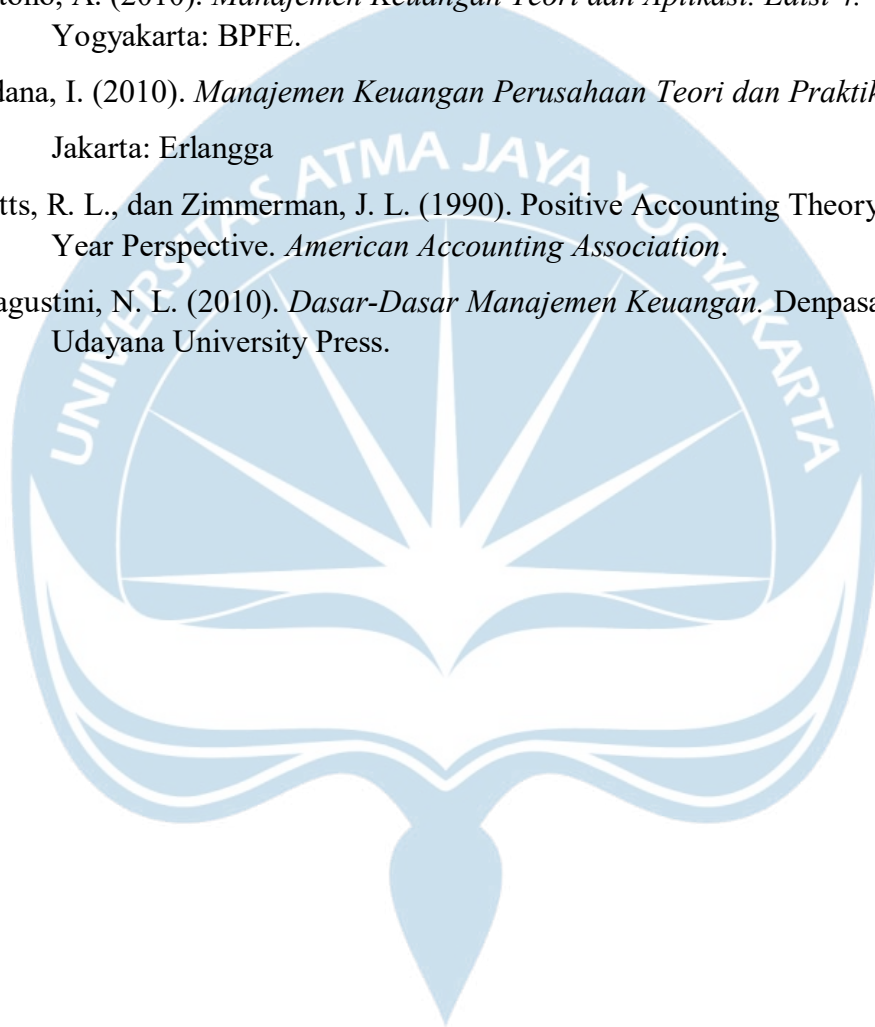 tono, A. (2010). Manajemen Keuangan Teori dan Aplikasi. Edisi 4.
Yogyakarta: BPFE.
dana, I. (2010). Manajemen Keuangan Perusahaan Teori dan Praktik
Jakarta: Erlangga
tts, R. L., dan Zimmerman, J. L. (1990). Positive Accounting Theory
Year Perspective. American Accounting Association.
agustini, N. L. (2010). Dasar-Dasar Manajemen Keuangan. Denpasa
Udayana University Press.
UNIVERSITAS ATMA JAYA YOGYAKARTA